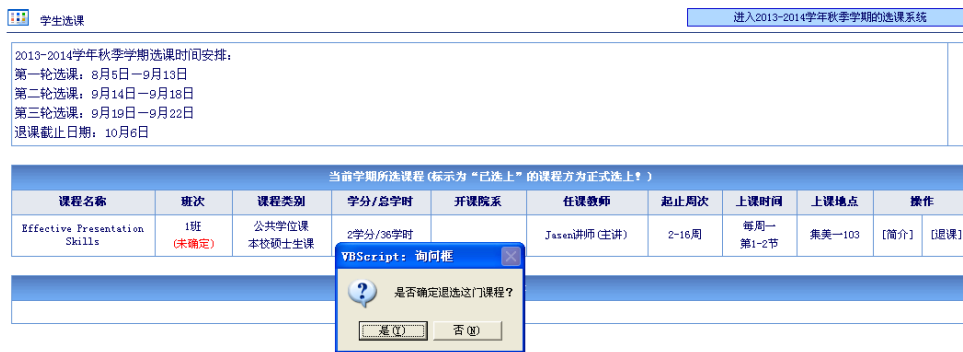 学生选课
进入2013-2014学年秋季学期的选课系统
2013-2014学年秋季学期选课时间安排：
第一轮选课：8月5日－9月13日
第二轮选课：9月14日－9月18日
第三轮选课：9月19日－9月22日
退课截止日期：10月6日
当前学期所选课程(标示为“已选上”的课程方为正式选上！)
课程名称 班次 课程类别 学分/总学时 开课院系 任课教师 起止周次 上课时间 上课地点 操作
Effective Presentation Skills 1班 (未确定) 公共学位课 本校硕士生课 2学分/36学时 Jasen讲师(主讲) 2-16周 每周一 第1-2节 集美一103 [简介] [退课]
VBScript: 询问框
是否确定退选这门课程？
是(Y) 否(N)